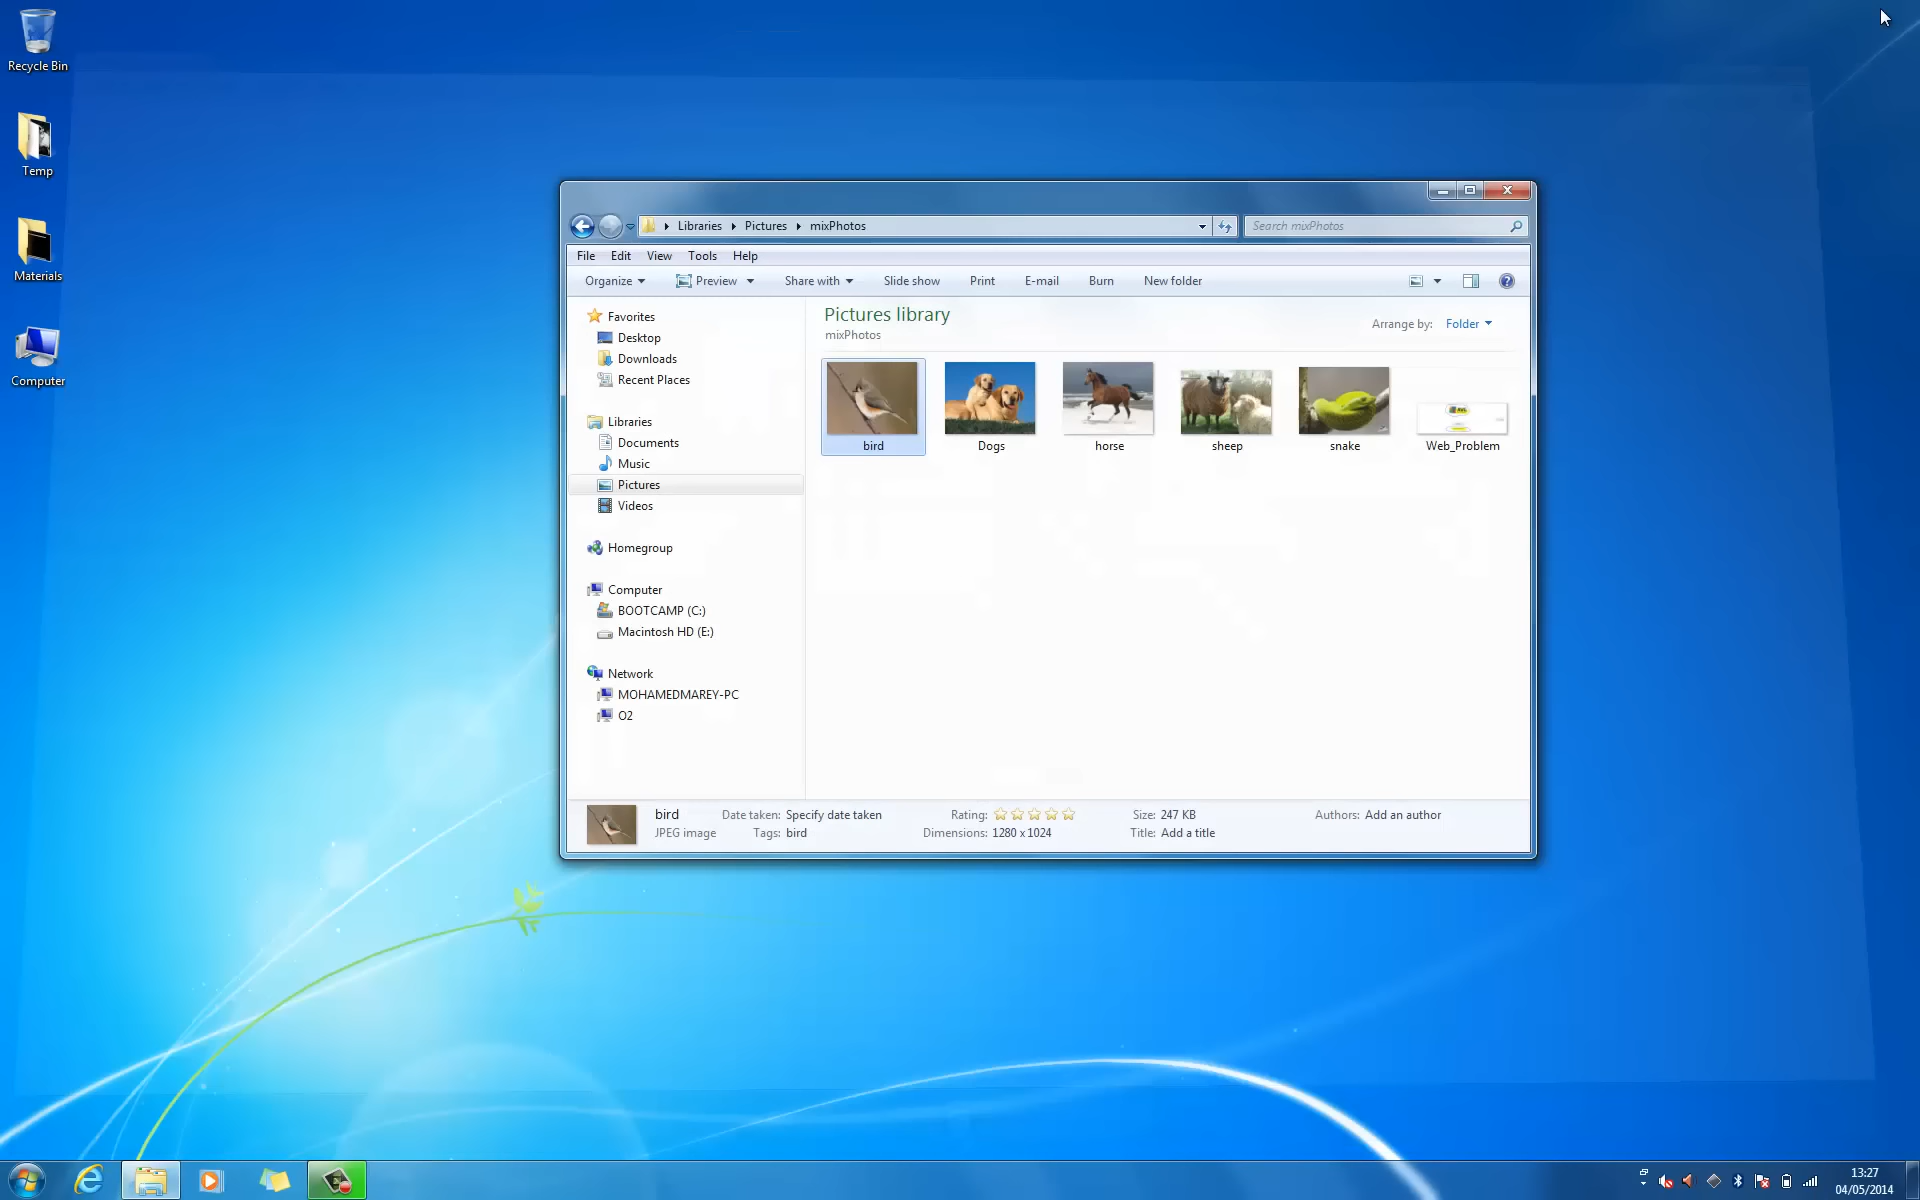 Recycle Bin
Temp
Materials
Computer
Libraries Pictures mixPhotos
Search mixPhotos
File Edit View Tools Help
Organize Preview Share with Slide show Print E-mail Burn New folder
Favorites
Desktop
Downloads
Recent Places
Libraries
Documents
Music
Pictures
Videos
Homegroup
Computer
BOOTCAMP (C:)
Macintosh HD (E:)
Network
MOHAMEDMAREY-PC
O2
Pictures library
mixPhotos
Arrange by: Folder
bird Dogs horse sheep snake Web_Problem
bird Date taken: Specify date taken Rating: Size: 247 KB Authors: Add an author
JPEG image Tags: bird Dimensions: 1280 x 1024 Title: Add a title
13:27
04/05/2014